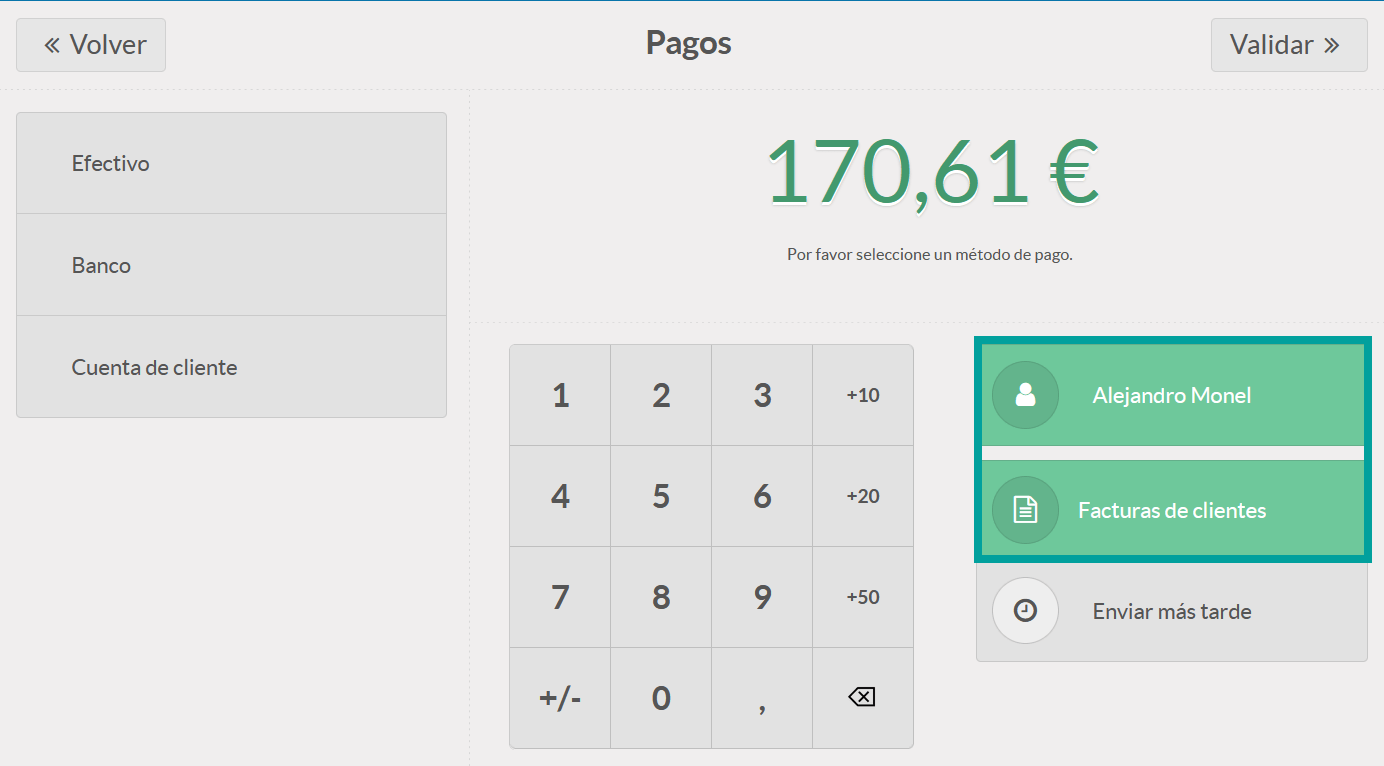 Volver
Pagos
Validar
Efectivo
Banco
Cuenta de cliente
170,61 €
Por favor seleccione un método de pago.
1 2 3 +10
4 5 6 +20
7 8 9 +50
+/- 0 ,
Alejandro Monel
Facturas de clientes
Enviar más tarde